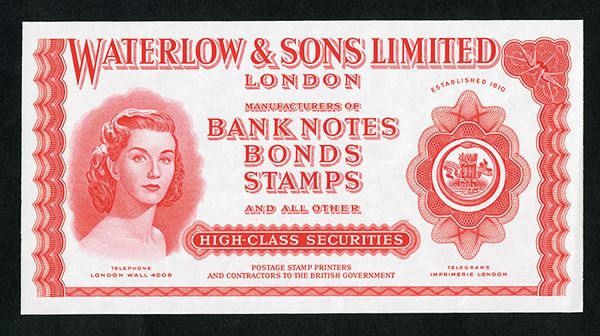 WATERLOW & SONS LIMITED
LONDON
ESTABLISHED 1810
MANUFACTURERS OF
BANK NOTES
BONDS
STAMPS
AND ALL OTHER
HIGH-CLASS SECURITIES
TELEPHONE
LONDON WALL 4008
POSTAGE STAMP PRINTERS
AND CONTRACTORS TO THE BRITISH GOVERNMENT
TELEGRAMS
IMPRIMERIE LONDON